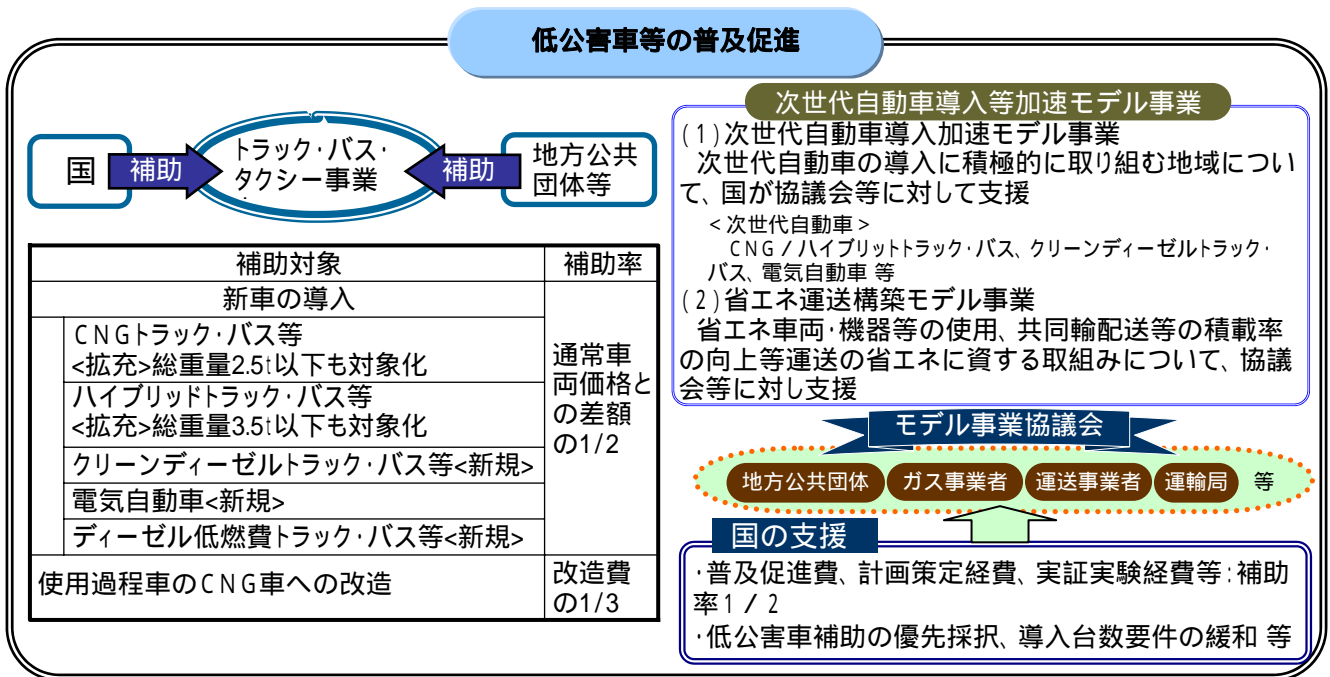 低公害車等の普及促進
国
補助
トラック・バス・
タクシー事業
補助
地方公共
団体等
補助対象
補助率
新車の導入
CNGトラック・バス等
<拡充>総重量2.5t以下も対象化
ハイブリッドトラック・バス等
<拡充>総重量3.5t以下も対象化
クリーンディーゼルトラック・バス等<新規>
電気自動車<新規>
ディーゼル低燃費トラック・バス等<新規>
通常車
両価格と
の差額
の1/2
使用過程車のCNG車への改造
改造費
の1/3
次世代自動車導入等加速モデル事業
(1)次世代自動車導入加速モデル事業
次世代自動車の導入に積極的に取り組む地域につい
て、国が協議会等に対して支援
<次世代自動車>
CNG/ハイブリットトラック・バス、クリーンディーゼルトラック・
バス、電気自動車 等
(2)省エネ運送構築モデル事業
省エネ車両・機器等の使用、共同輸配送等の積載率
の向上等運送の省エネに資する取組みについて、協議
会等に対し支援
モデル事業協議会
地方公共団体 ガス事業者 運送事業者 運輸局 等
国の支援
・普及促進費、計画策定経費、実証実験経費等:補助
率1/2
・低公害車補助の優先採択、導入台数要件の緩和 等